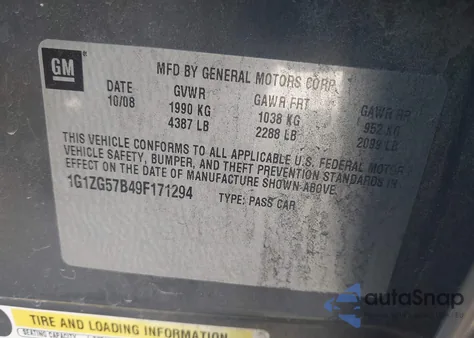 GM
MFD BY GENERAL MOTORS CORP
DATE GVWR GAWR FRT GAWR RR
10/08 1990 KG 1038 KG 952 KG
4387 LB 2288 LB 2099 LB
THIS VEHICLE CONFORMS TO ALL APPLICABLE U.S. FEDERAL MOTOR
VEHICLE SAFETY, BUMPER, AND THEFT PREVENTION STANDARDS IN
EFFECT ON THE DATE OF MANUFACTURE SHOWN ABOVE.
1G1ZG57B49F171294 TYPE: PASS CAR
autoSnap
TIRE AND LOADING INFORMATION
SEATING CAPACITY